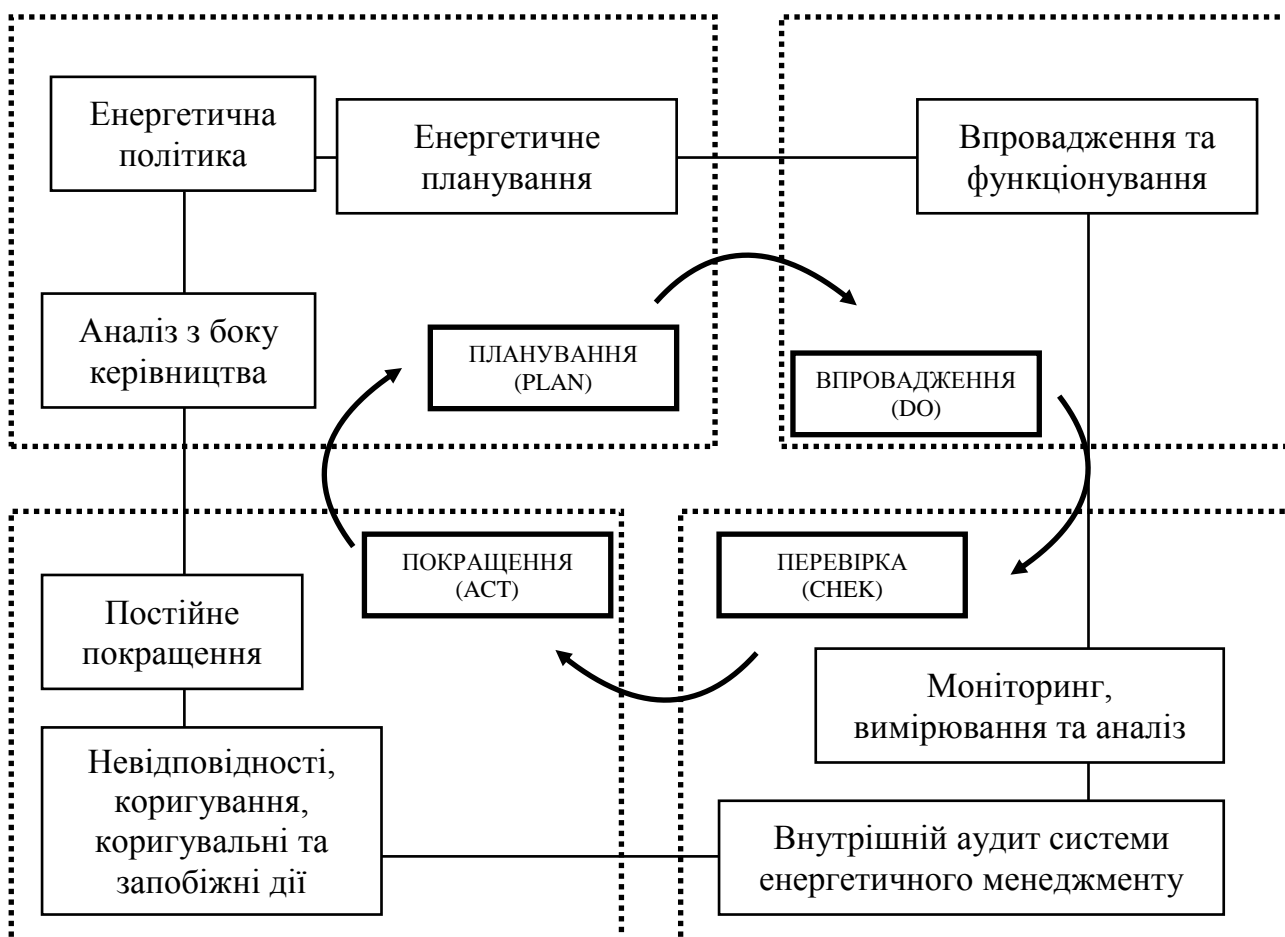 Енергетична
політика
Енергетичне
планування
Впровадження та
функціонування
Аналіз з боку
керівництва
ПЛАНУВАННЯ
(PLAN)
ВПРОВАДЖЕННЯ
(DO)
ПОКРАЩЕННЯ
(ACT)
ПЕРЕВІРКА
(CHEK)
Постійне
покращення
Моніторинг,
вимірювання та аналіз
Невідповідності,
коригування,
коригувальні та
запобіжні дії
Внутрішній аудит системи
енергетичного менеджменту